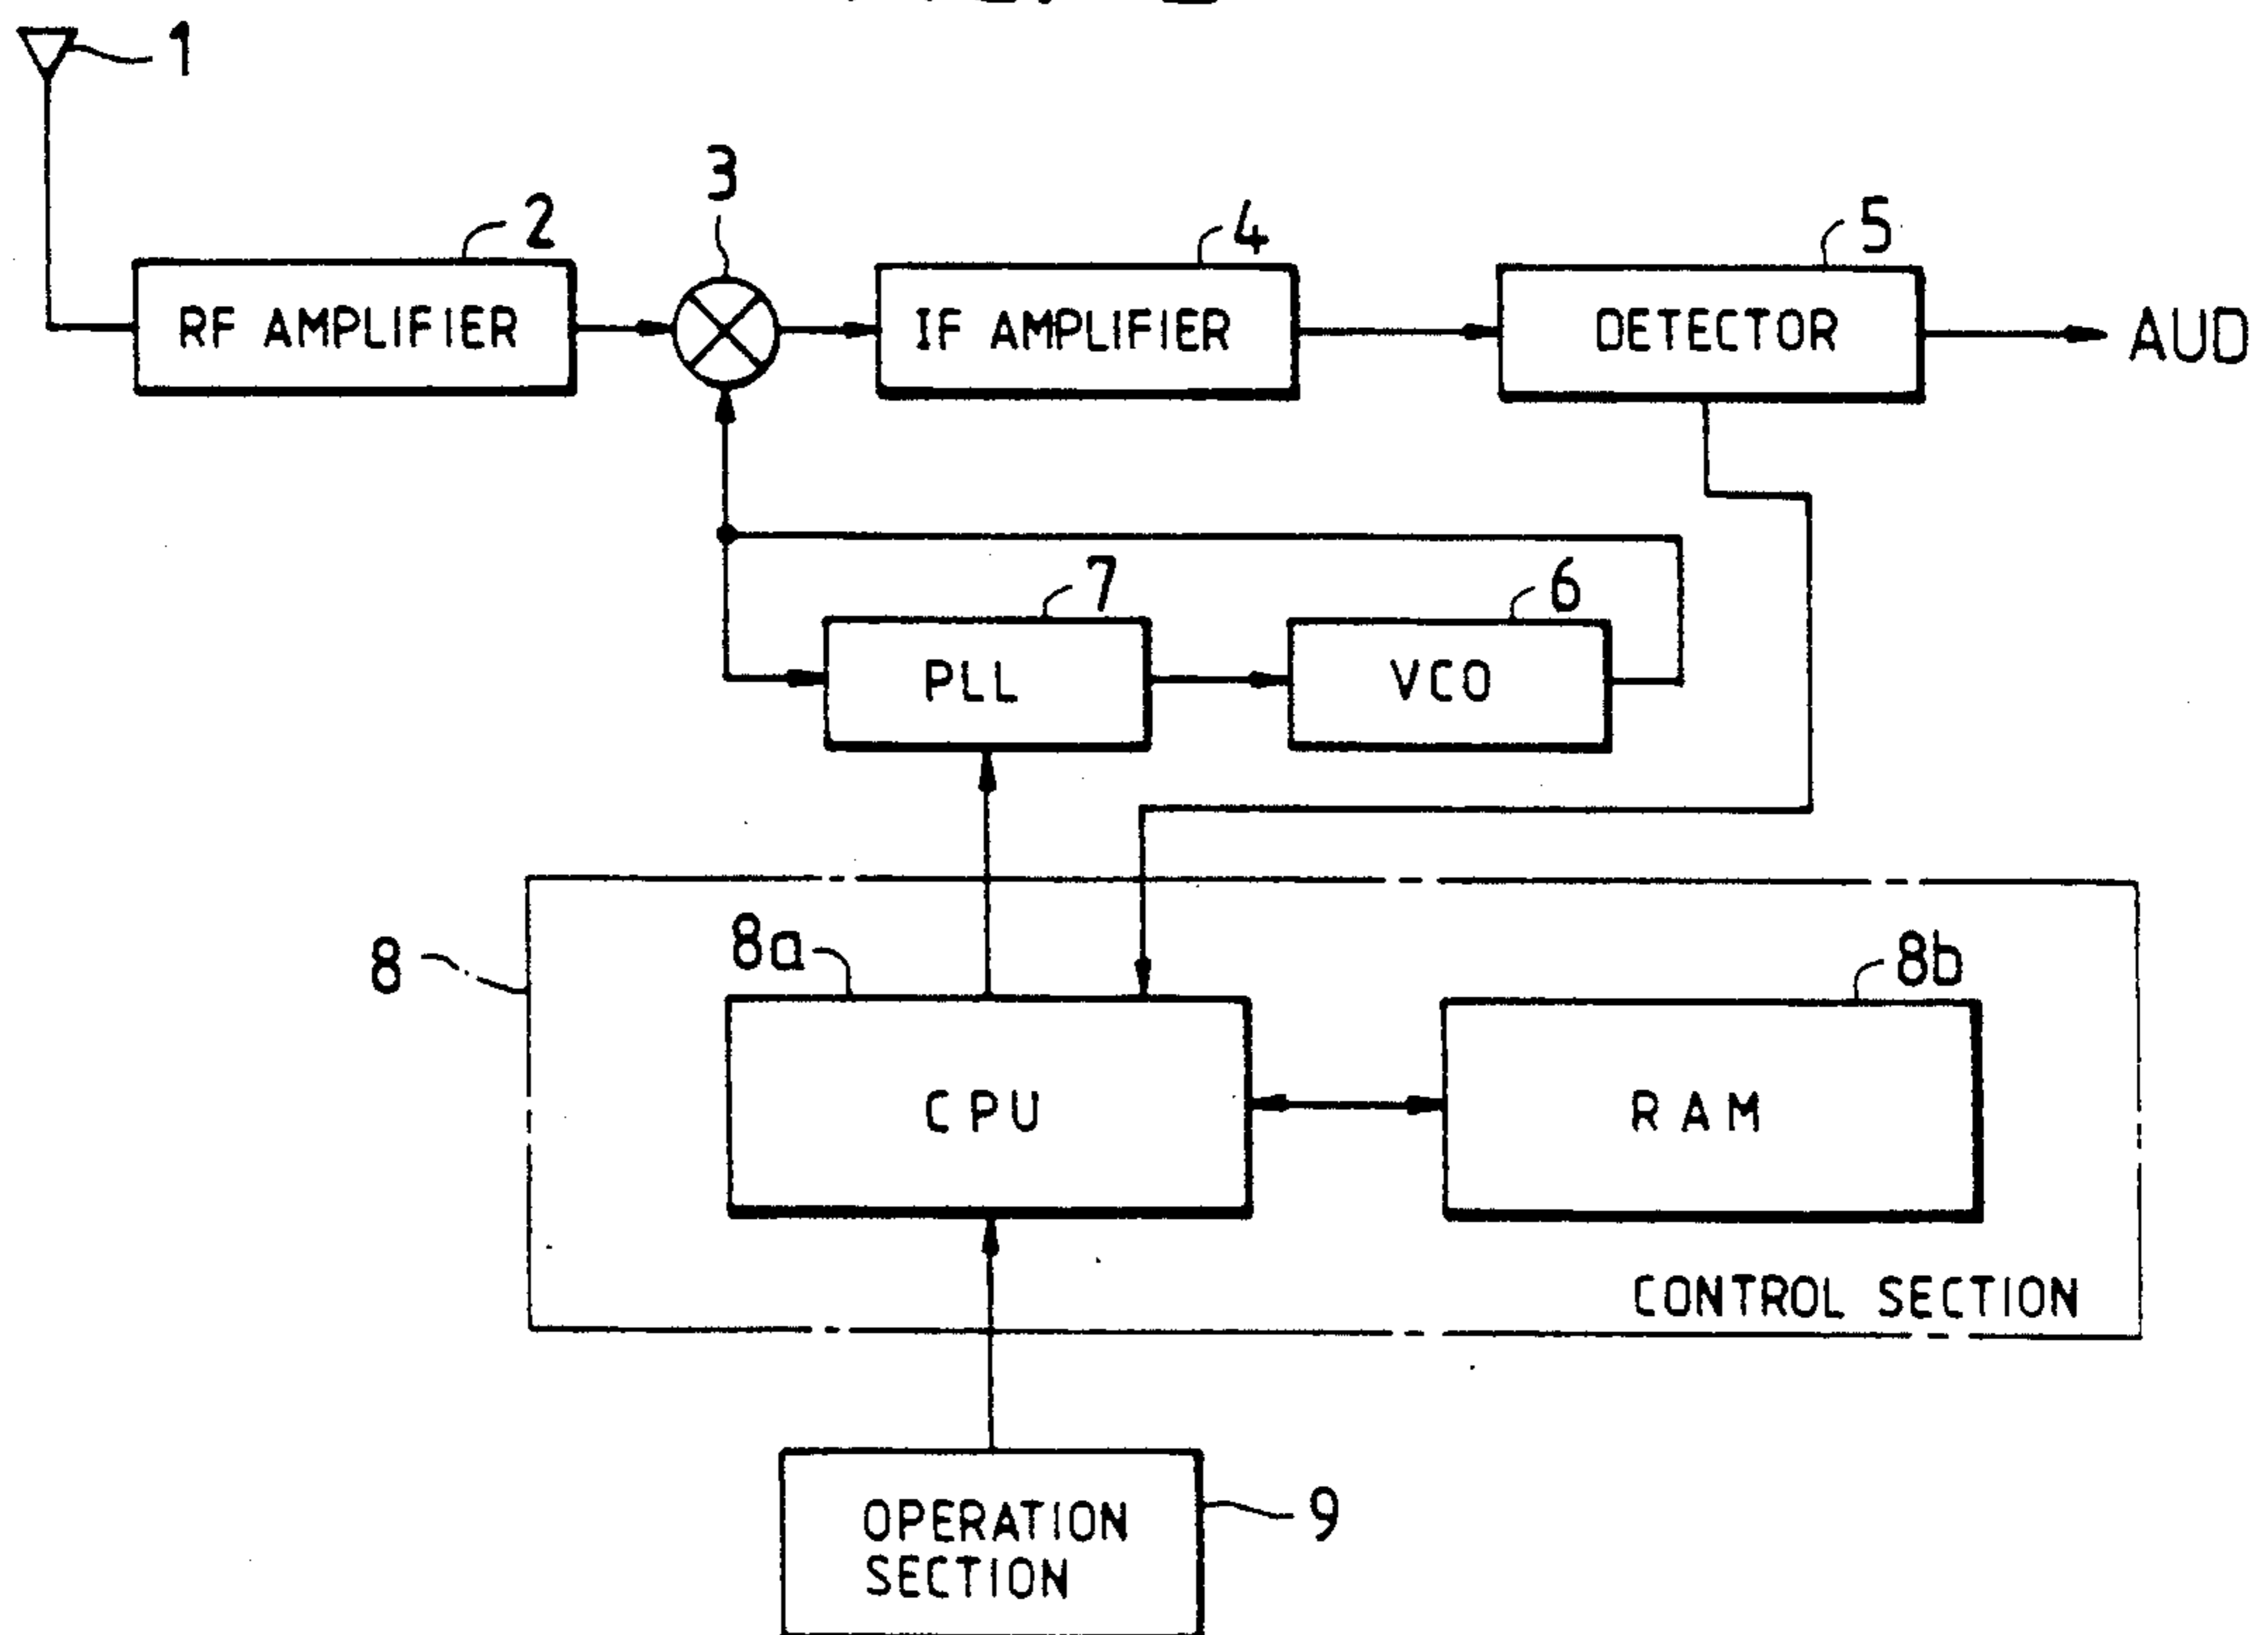 1
2
3
4
5
RF AMPLIFIER
IF AMPLIFIER
DETECTOR
AUD
7
6
PLL
VCO
8
8a
8b
CPU
RAM
CONTROL SECTION
OPERATION
SECTION
9